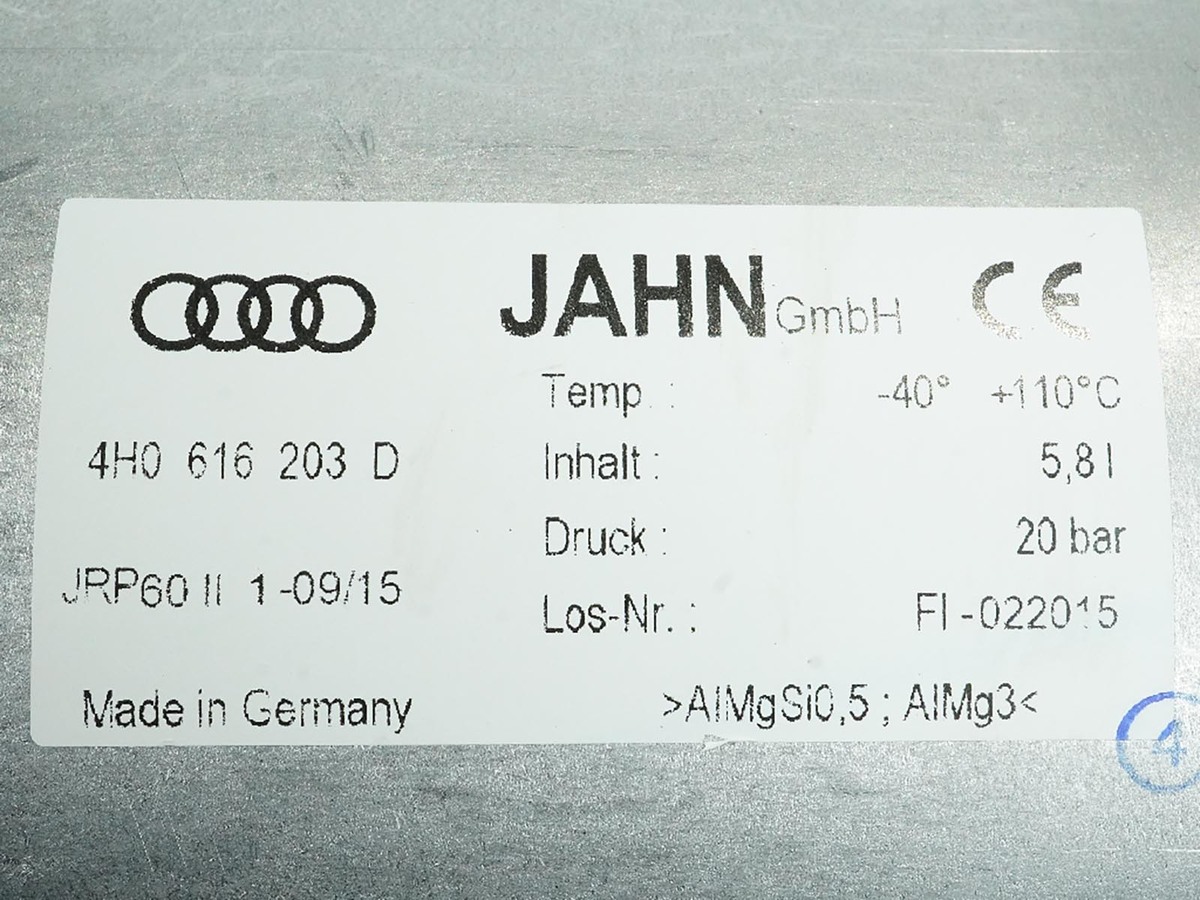 JAHN GmbH CE
Temp. : -40° +110°C
4H0 616 203 D
Inhalt : 5,8 l
Druck : 20 bar
JRP60 II 1-09/15
Los-Nr. : FI-022015
Made in Germany
>AlMgSi0,5 ; AlMg3<
4